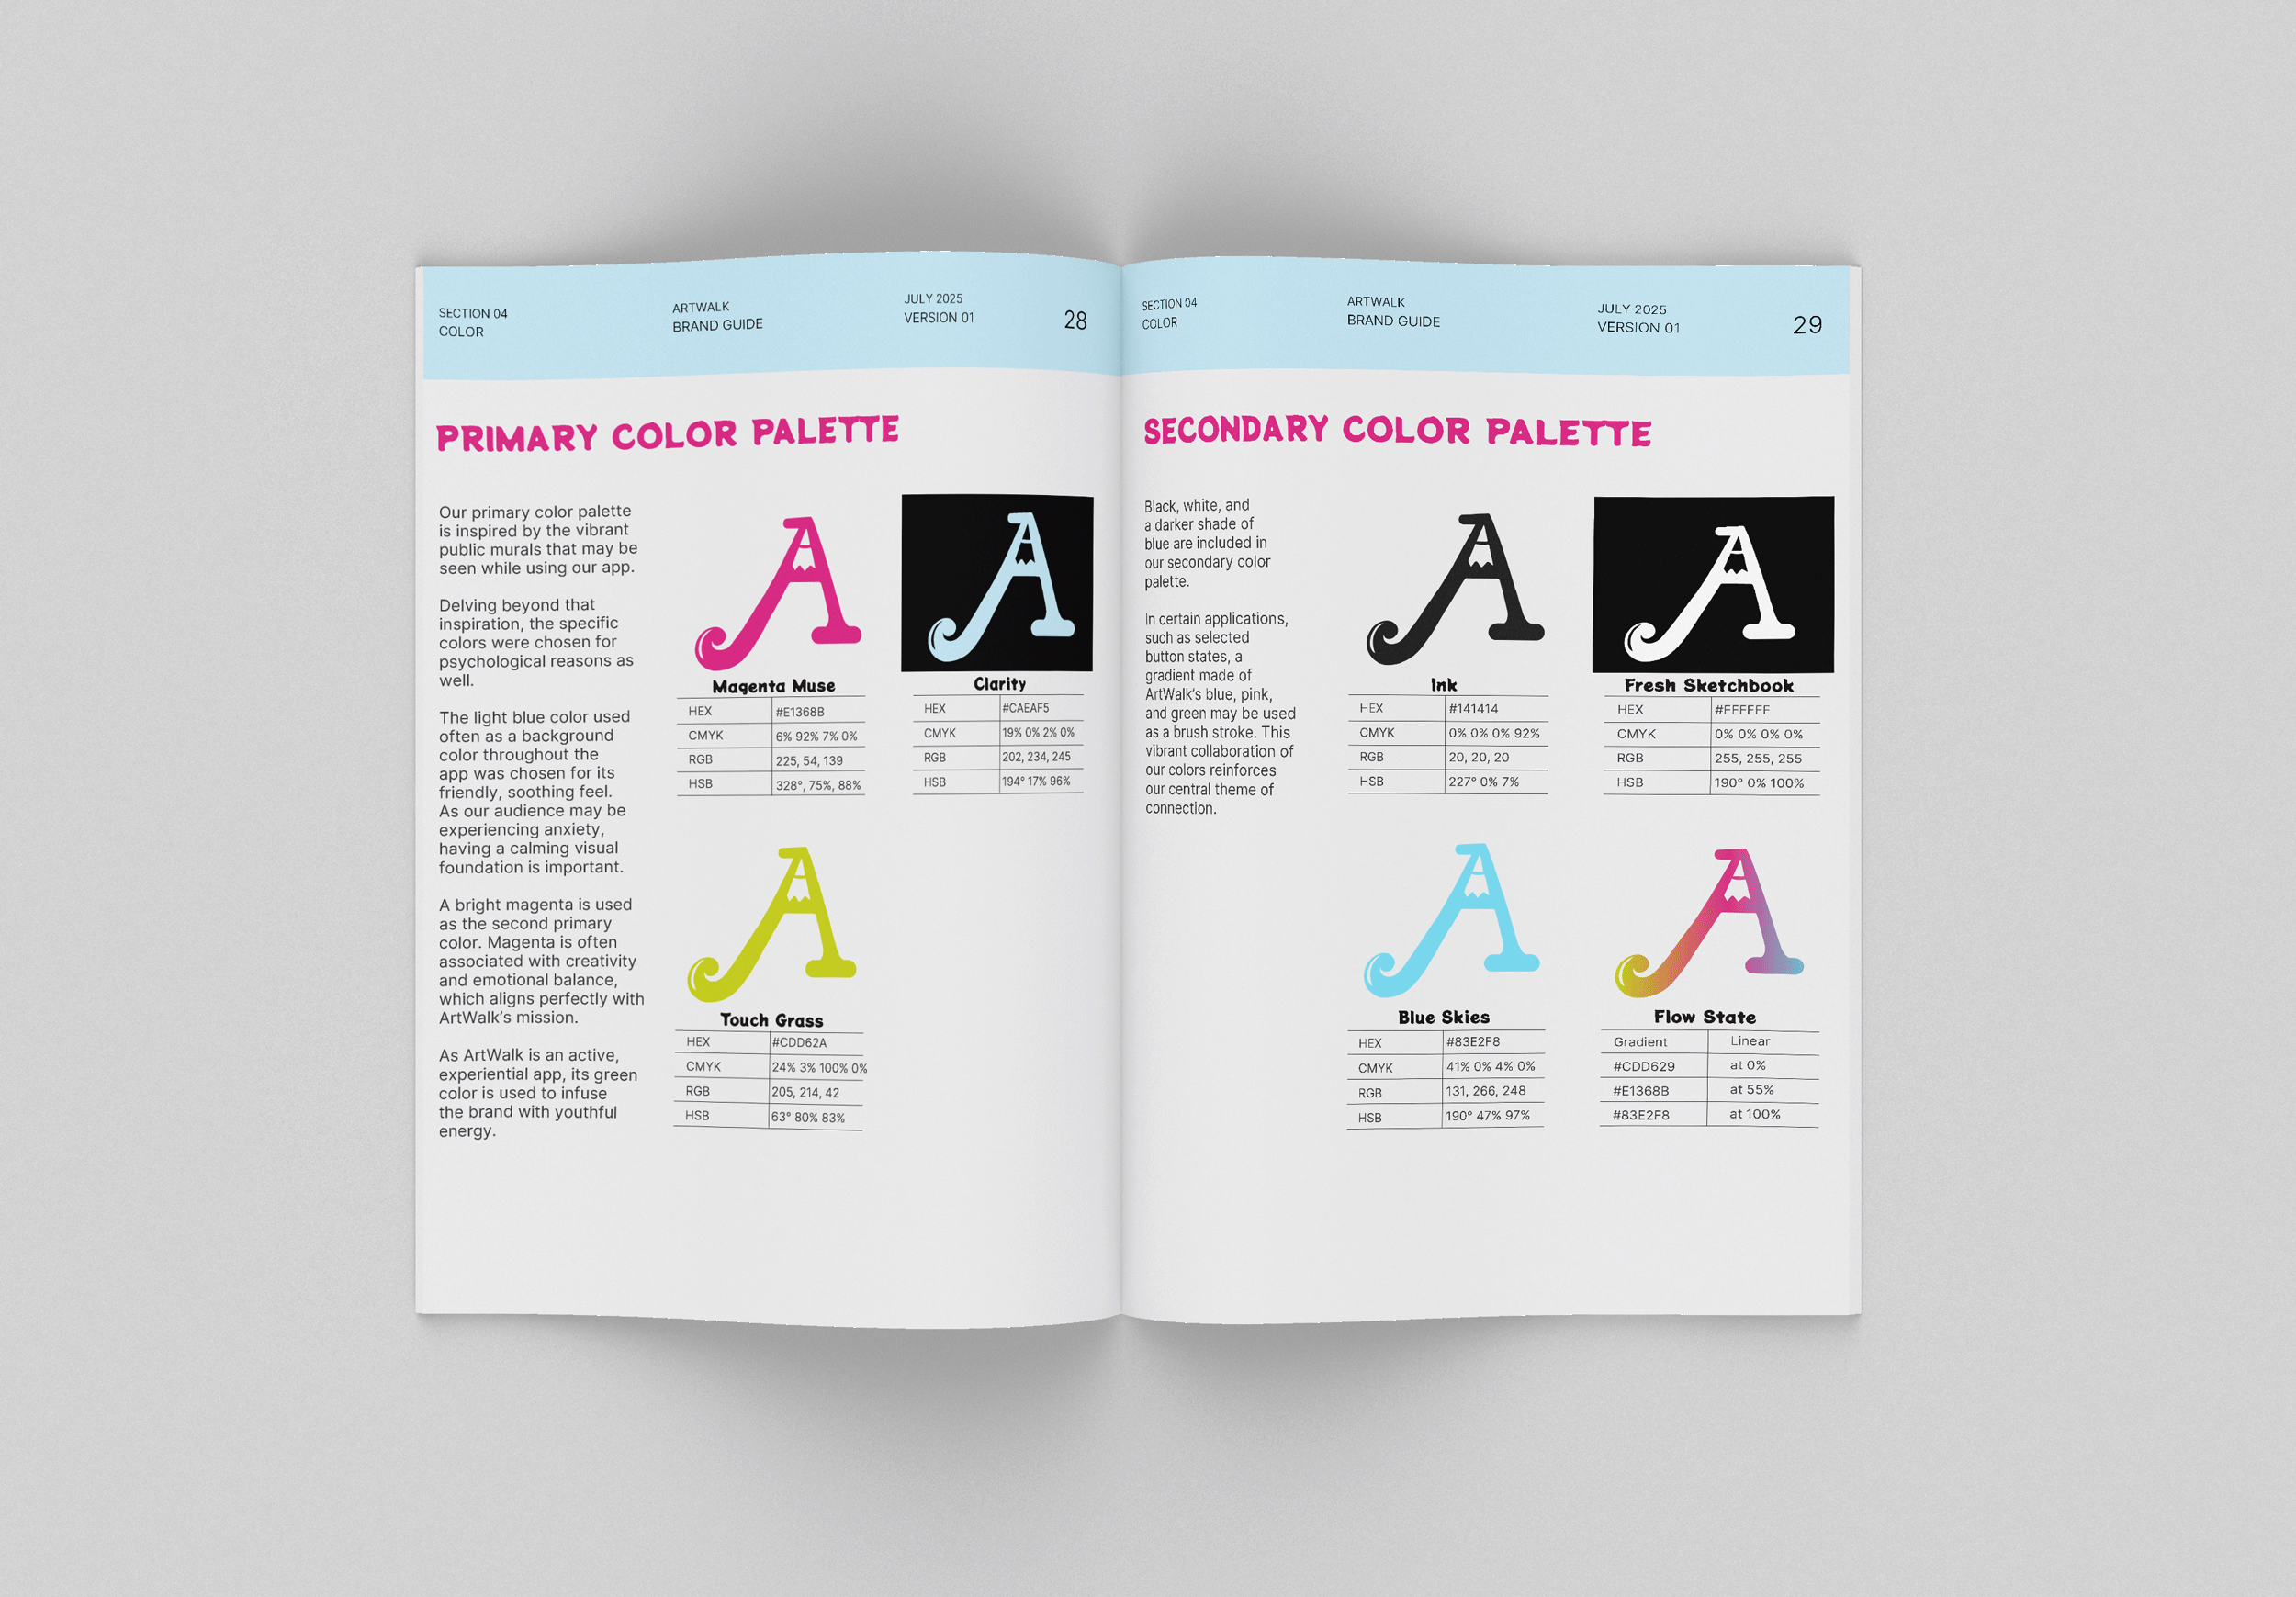 SECTION 04
COLOR
ARTWALK
BRAND GUIDE
JULY 2025
VERSION 01
28
PRIMARY COLOR PALETTE
Our primary color palette
is inspired by the vibrant
public murals that may be
seen while using our app.
Delving beyond that
inspiration, the specific
colors were chosen for
psychological reasons as
well.
The light blue color used
often as a background
color throughout the
app was chosen for its
friendly, soothing feel.
As our audience may be
experiencing anxiety,
having a calming visual
foundation is important.
A bright magenta is used
as the second primary
color. Magenta is often
associated with creativity
and emotional balance,
which aligns perfectly with
ArtWalk's mission.
As ArtWalk is an active,
experiential app, its green
color is used to infuse
the brand with youthful
energy.
A
Magenta Muse
HEX #E1368B
CMYK 6% 92% 7% 0%
RGB 225, 54, 139
HSB 328°, 75%, 88%
A
Clarity
HEX #CAEAF5
CMYK 19% 0% 2% 0%
RGB 202, 234, 245
HSB 194° 17% 96%
A
Touch Grass
HEX #CDD62A
CMYK 24% 3% 100% 0%
RGB 205, 214, 42
HSB 63° 80% 83%
SECTION 04
COLOR
ARTWALK
BRAND GUIDE
JULY 2025
VERSION 01
29
SECONDARY COLOR PALETTE
Black, white, and
a darker shade of
blue are included in
our secondary color
palette.
In certain applications,
such as selected
button states, a
gradient made of
ArtWalk's blue, pink,
and green may be used
as a brush stroke. This
vibrant collaboration of
our colors reinforces
our central theme of
connection.
A
Ink
HEX #141414
CMYK 0% 0% 0% 92%
RGB 20, 20, 20
HSB 227° 0% 7%
A
Fresh Sketchbook
HEX #FFFFFF
CMYK 0% 0% 0% 0%
RGB 255, 255, 255
HSB 190° 0% 100%
A
Blue Skies
HEX #83E2F8
CMYK 41% 0% 4% 0%
RGB 131, 266, 248
HSB 190° 47% 97%
A
Flow State
Gradient Linear
#CDD629 at 0%
#E1368B at 55%
#83E2F8 at 100%